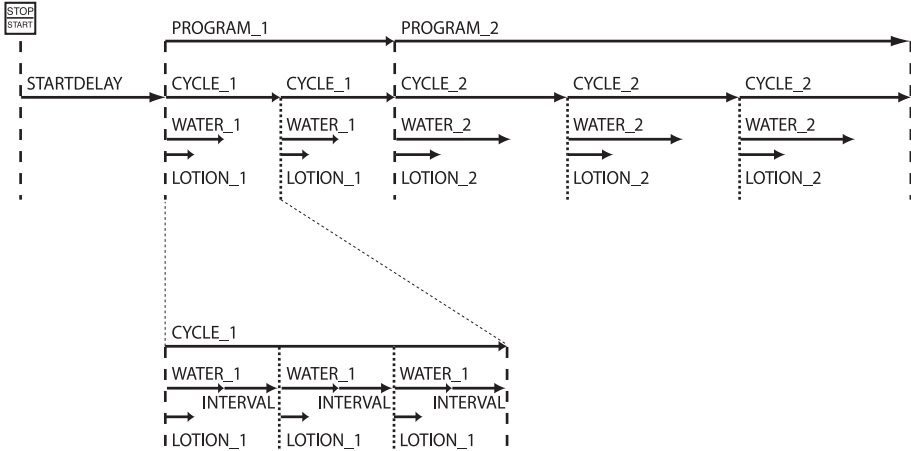 STOP
START
PROGRAM_1 PROGRAM_2
STARTDELAY CYCLE_1 CYCLE_1 CYCLE_2 CYCLE_2 CYCLE_2
WATER_1 WATER_1 WATER_2 WATER_2 WATER_2
LOTION_1 LOTION_1 LOTION_2 LOTION_2 LOTION_2
CYCLE_1
WATER_1 WATER_1 WATER_1
INTERVAL INTERVAL INTERVAL
LOTION_1 LOTION_1 LOTION_1